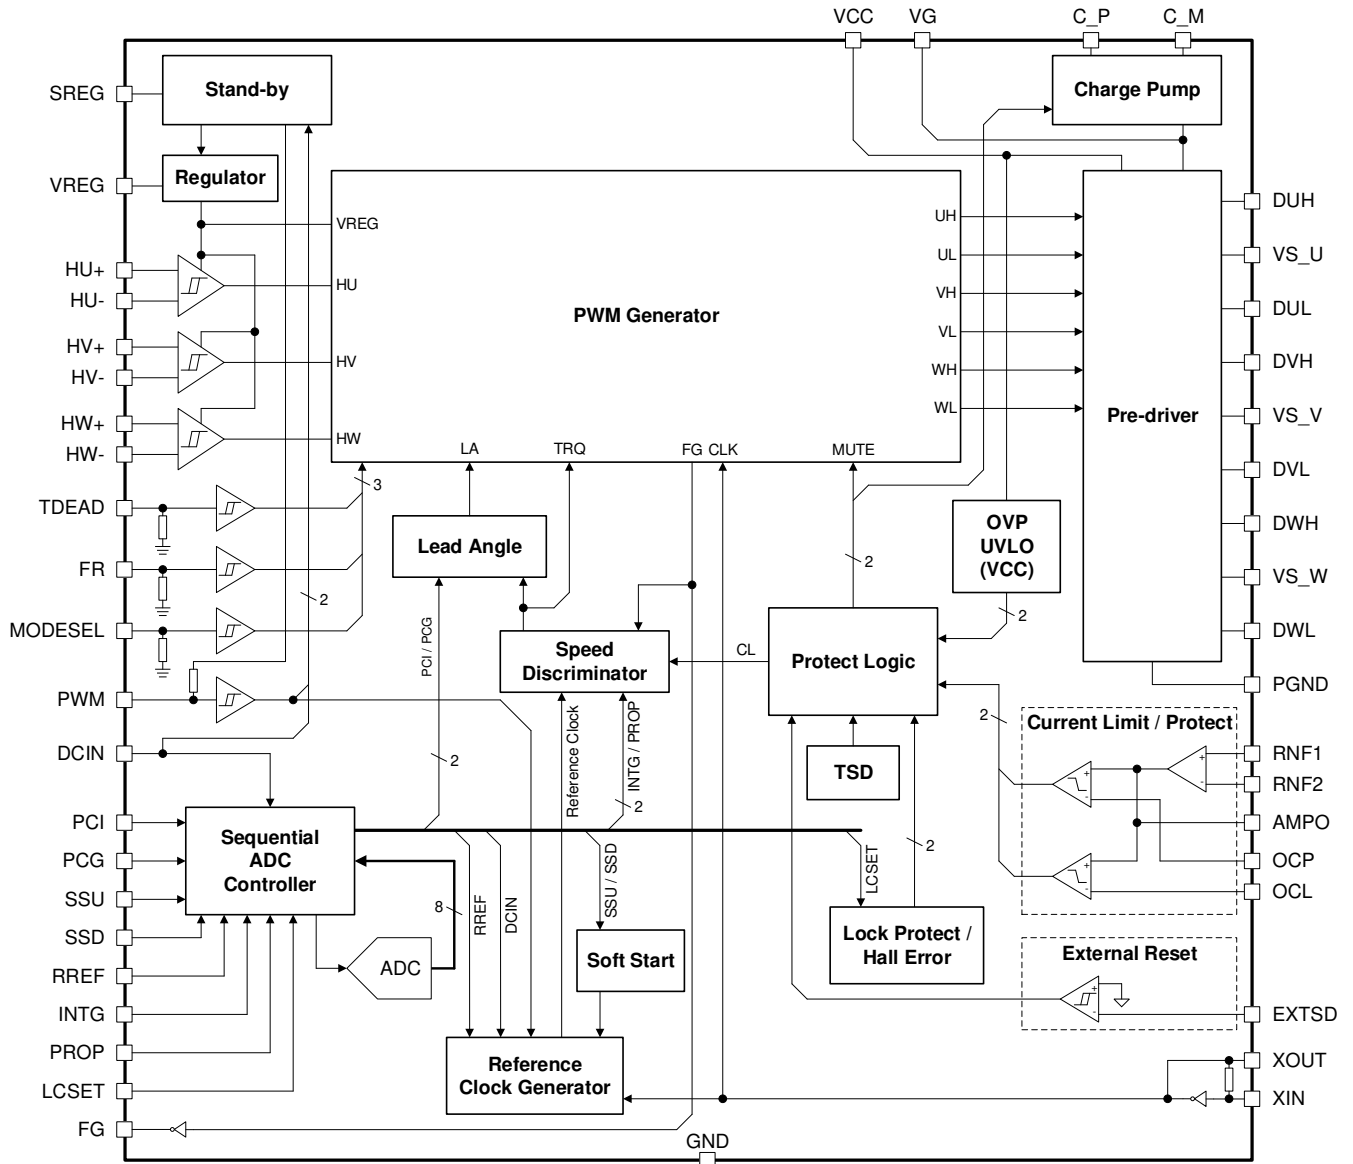 VCC
VG
C_P
C_M
SREG
Stand-by
Charge Pump
VREG
Regulator
VREG
HU+
HU-
HU
HV+
HV-
HV
HW+
HW-
HW
PWM Generator
UH
UL
VH
VL
WH
WL
LA
TRQ
FG
CLK
MUTE
Pre-driver
DUH
VS_U
DUL
DVH
VS_V
DVL
DWH
VS_W
DWL
PGND
TDEAD
3
FR
MODESEL
2
PWM
DCIN
Lead Angle
PCI / PCG
2
Speed
Discriminator
CL
Reference Clock
INTG / PROP
2
2
Protect Logic
OVP
UVLO
(VCC)
2
TSD
2
Current Limit / Protect
+
-
+
-
+
-
RNF1
RNF2
AMPO
OCP
OCL
PCI
PCG
SSU
SSD
RREF
INTG
PROP
LCSET
FG
Sequential
ADC
Controller
8
ADC
RREF
DCIN
SSU / SSD
LCSET
2
Soft Start
Lock Protect /
Hall Error
External Reset
+
-
EXTSD
XOUT
XIN
Reference
Clock Generator
GND